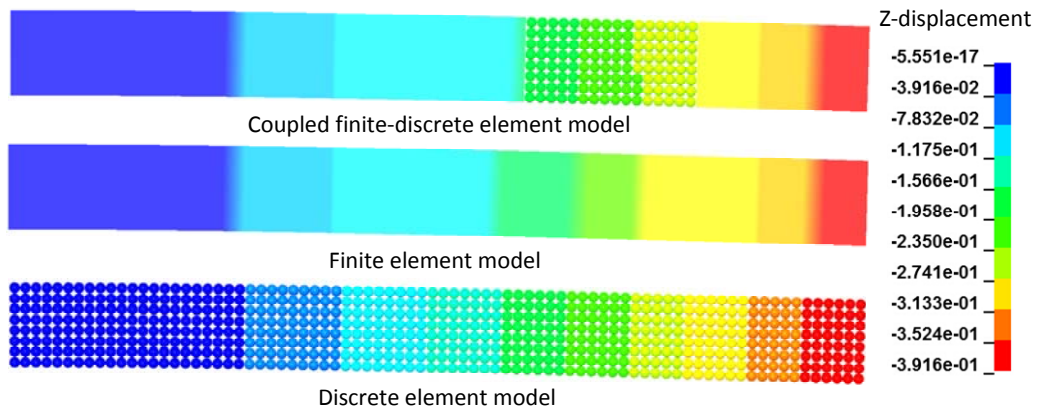 Z-displacement
-5.551e-17
-3.916e-02
-7.832e-02
-1.175e-01
-1.566e-01
-1.958e-01
-2.350e-01
-2.741e-01
-3.133e-01
-3.524e-01
-3.916e-01
Coupled finite-discrete element model
Finite element model
Discrete element model